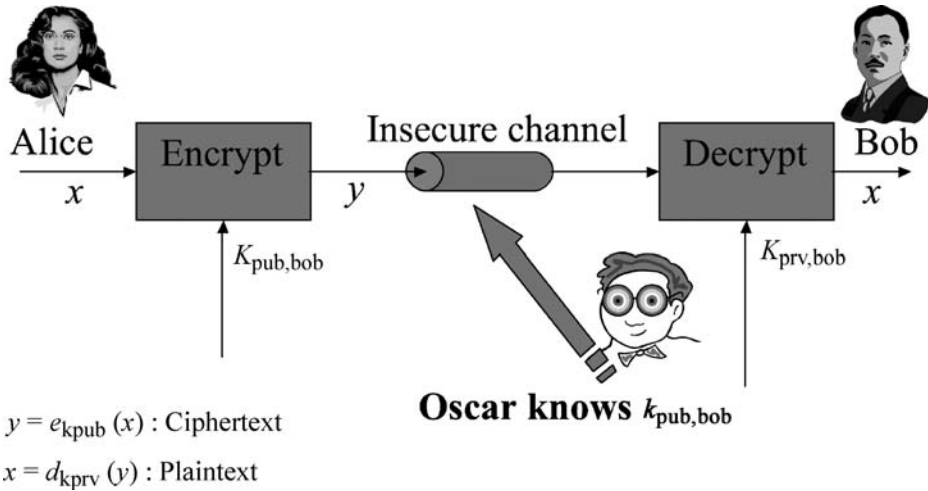 Alice
Encrypt
Insecure channel
Decrypt
Bob
x
y
x
K_pub,bob
K_prv,bob
Oscar knows k_pub,bob
y = e_kpub (x) : Ciphertext
x = d_kprv (y) : Plaintext